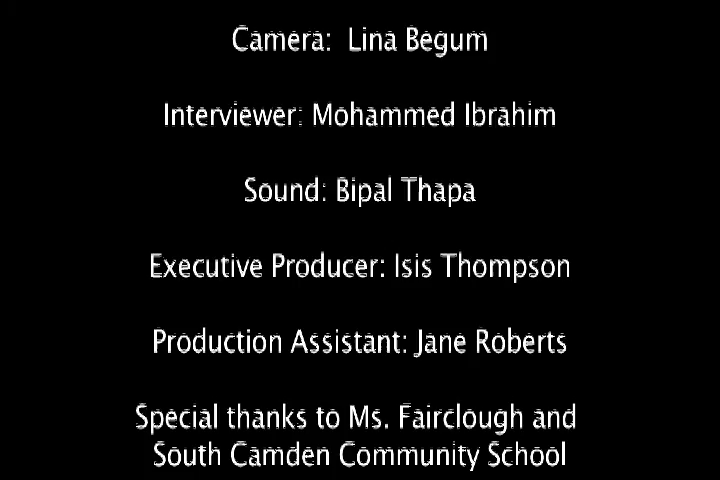 Camera:  Lina Begum
Interviewer: Mohammed Ibrahim
Sound: Bipal Thapa
Executive Producer: Isis Thompson
Production Assistant: Jane Roberts
Special thanks to Ms. Fairclough and
South Camden Community School